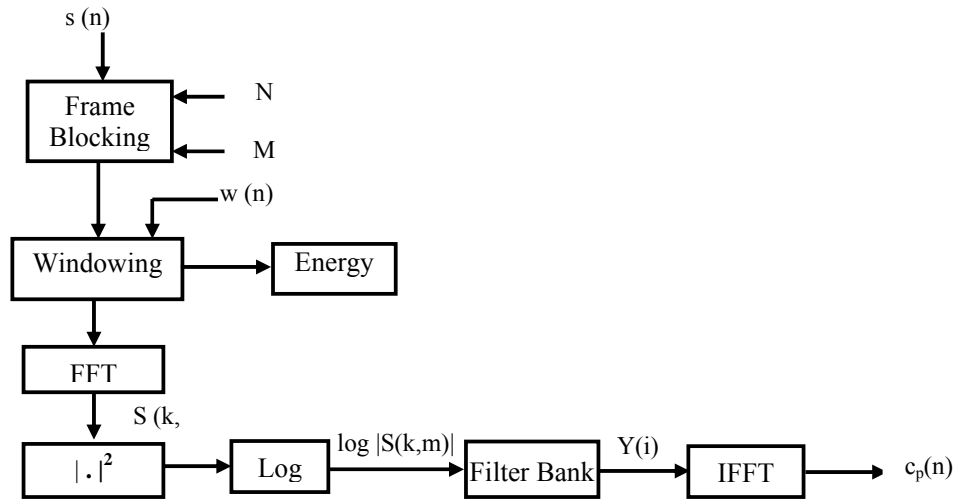 s (n)
Frame
Blocking
N
M
w (n)
Windowing
Energy
FFT
S (k,
|.|²
Log
log |S(k,m)|
Filter Bank
Y(i)
IFFT
cₚ(n)